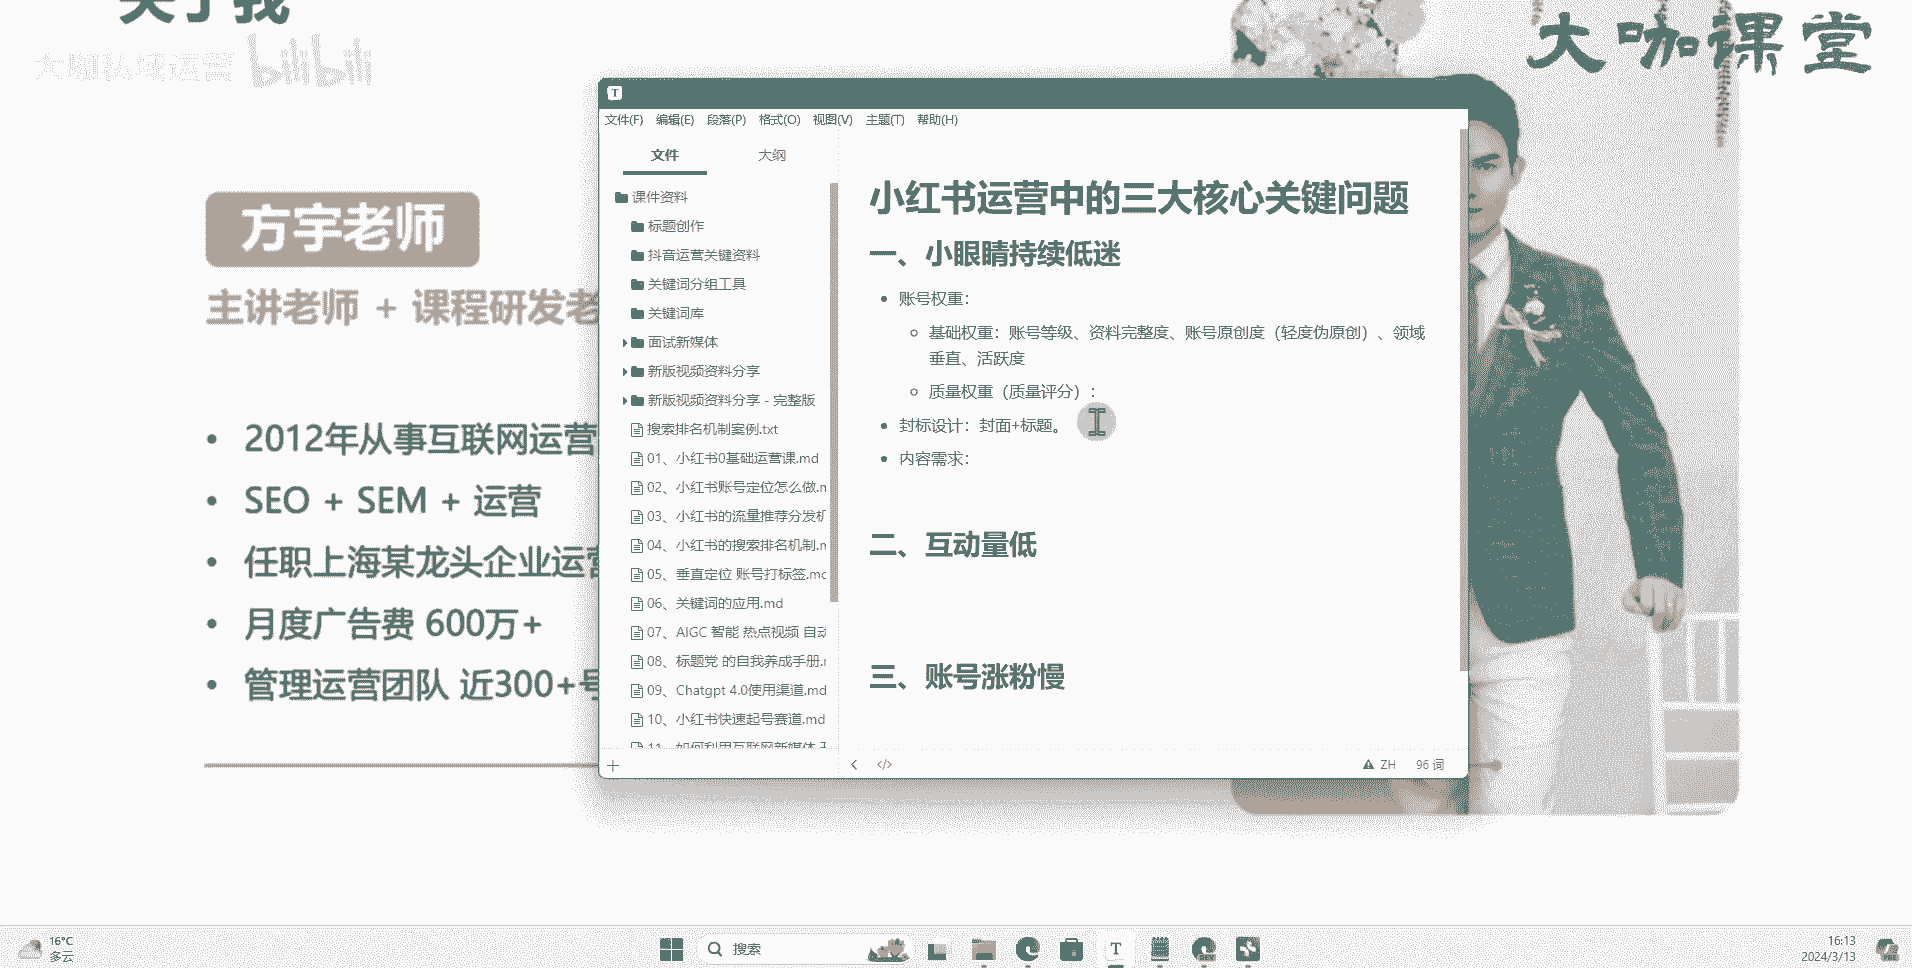 关于我
大咖私域运营 bilibili
大咖课堂
方宇老师
主讲老师 + 课程研发老
2012年从事互联网运营
SEO + SEM + 运营
任职上海某龙头企业运营
月度广告费 600万+
管理运营团队 近300+号
T
文件(F) 编辑(E) 段落(P) 格式(O) 视图(V) 主题(T) 帮助(H)
文件 大纲
课件资料
标题创作
抖音运营关键资料
关键词分组工具
关键词库
面试新媒体
新版视频资料分享
新版视频资料分享 - 完整版
搜索排名机制案例.txt
01、小红书0基础运营课.md
02、小红书账号定位怎么做.m
03、小红书的流量推荐分发机
04、小红书的搜索排名机制.m
05、垂直定位 账号打标签.mc
06、关键词的应用.md
07、AIGC 智能 热点视频 自动
08、标题党 的自我养成手册.m
09、Chatgpt 4.0使用渠道.md
10、小红书快速起号赛道.md
11、如何利用互联网新媒体
小红书运营中的三大核心关键问题
一、小眼睛持续低迷
账号权重：
基础权重：账号等级、资料完整度、账号原创度（轻度伪原创）、领域
垂直、活跃度
质量权重（质量评分）：
封标设计：封面+标题。
内容需求：
二、互动量低
三、账号涨粉慢
ZH 96 词
16°C
多云
搜索
T
DEV
16:13
2024/3/13
PRE